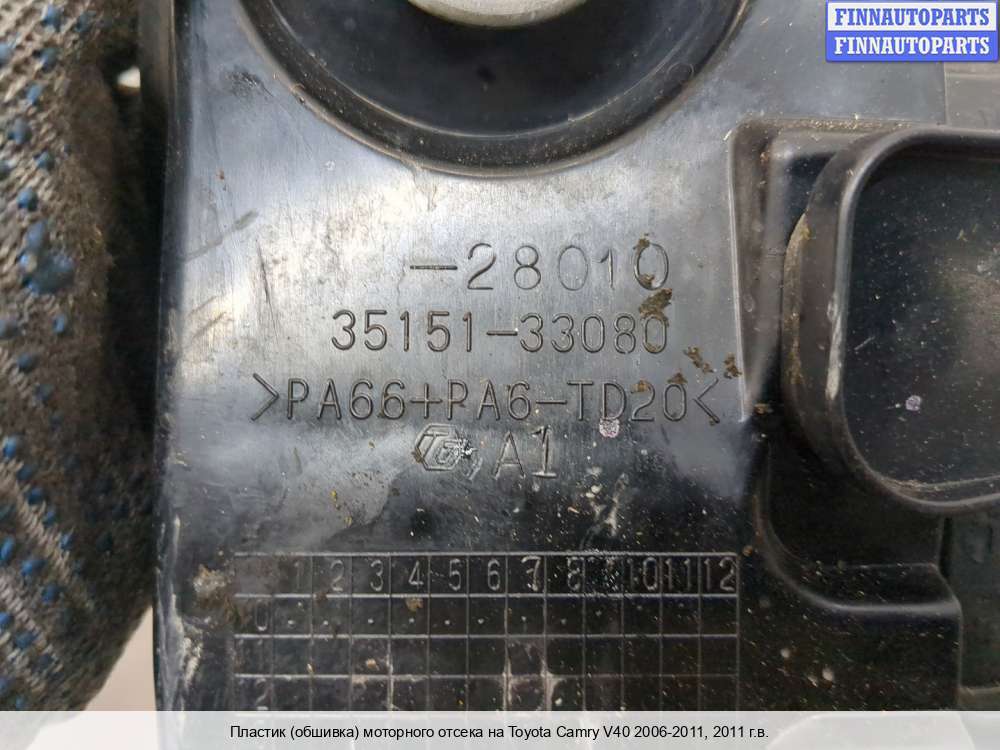 FINNAUTOPARTS
FINNAUTOPARTS
-28010
35151-33080
>PA66+PA6-TD20<
A1
1 2 3 4 5 6 7 8 9 10 11 12
0
Пластик (обшивка) моторного отсека на Toyota Camry V40 2006-2011, 2011 г.в.